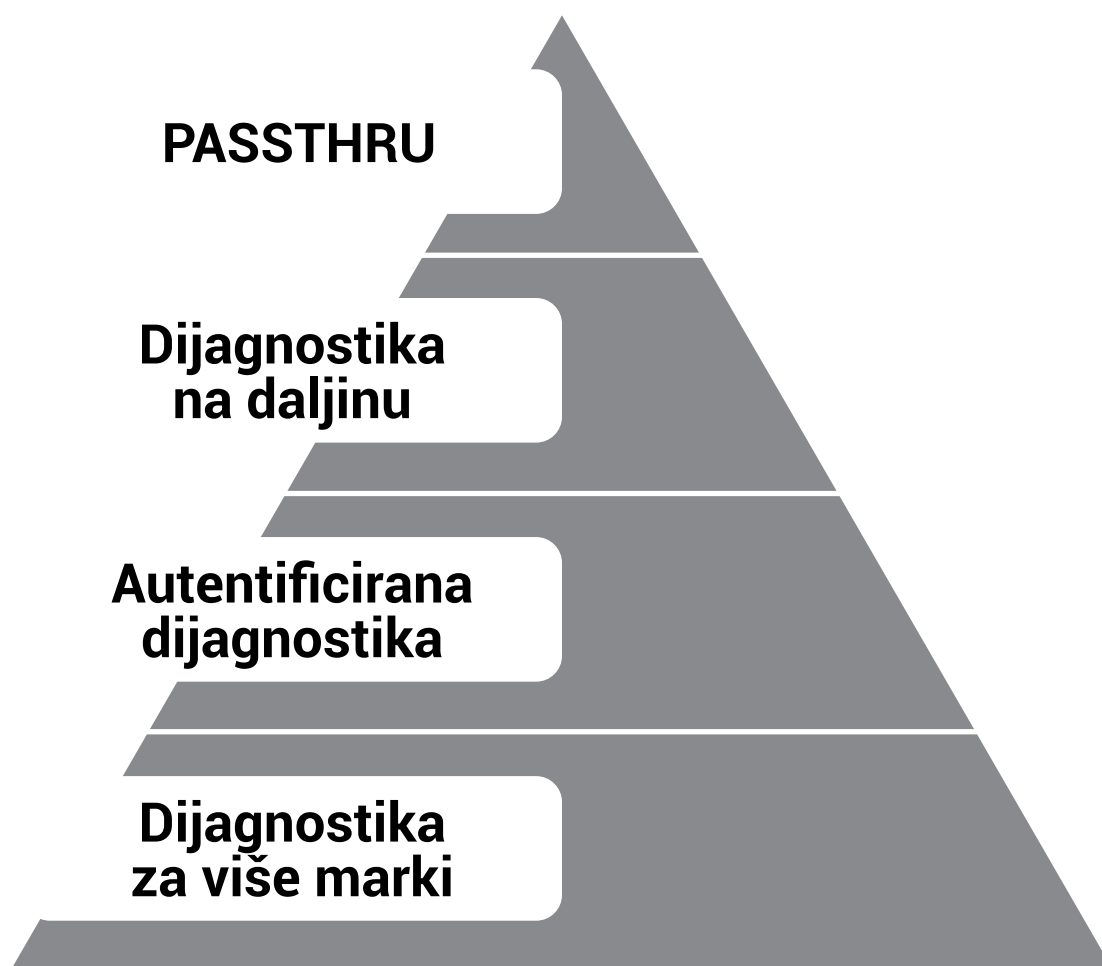 PASSTHRU
Dijagnostika
na daljinu
Autentificirana
dijagnostika
Dijagnostika
za više marki